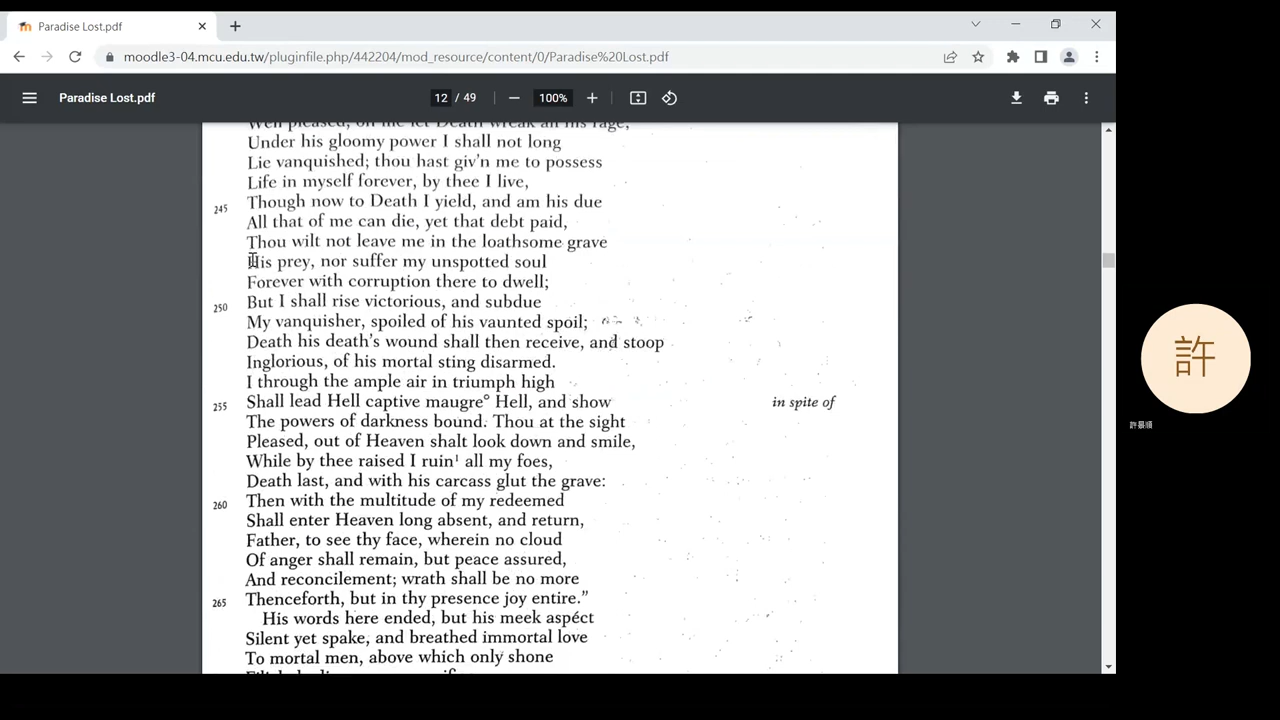 Paradise Lost.pdf
moodle3-04.mcu.edu.tw/pluginfile.php/442204/mod_resource/content/0/Paradise%20Lost.pdf
Paradise Lost.pdf
12 / 49
100%
Well pleased, on me let Death wreak all his rage;
Under his gloomy power I shall not long
Lie vanquished; thou hast giv'n me to possess
Life in myself forever, by thee I live,
245 Though now to Death I yield, and am his due
All that of me can die, yet that debt paid,
Thou wilt not leave me in the loathsome grave
His prey, nor suffer my unspotted soul
Forever with corruption there to dwell;
250 But I shall rise victorious, and subdue
My vanquisher, spoiled of his vaunted spoil;
Death his death's wound shall then receive, and stoop
Inglorious, of his mortal sting disarmed.
I through the ample air in triumph high
255 Shall lead Hell captive maugre° Hell, and show in spite of
The powers of darkness bound. Thou at the sight
Pleased, out of Heaven shalt look down and smile,
While by thee raised I ruin¹ all my foes,
Death last, and with his carcass glut the grave:
260 Then with the multitude of my redeemed
Shall enter Heaven long absent, and return,
Father, to see thy face, wherein no cloud
Of anger shall remain, but peace assured,
And reconcilement; wrath shall be no more
265 Thenceforth, but in thy presence joy entire."
His words here ended, but his meek aspéct
Silent yet spake, and breathed immortal love
To mortal men, above which only shone
許
許景順